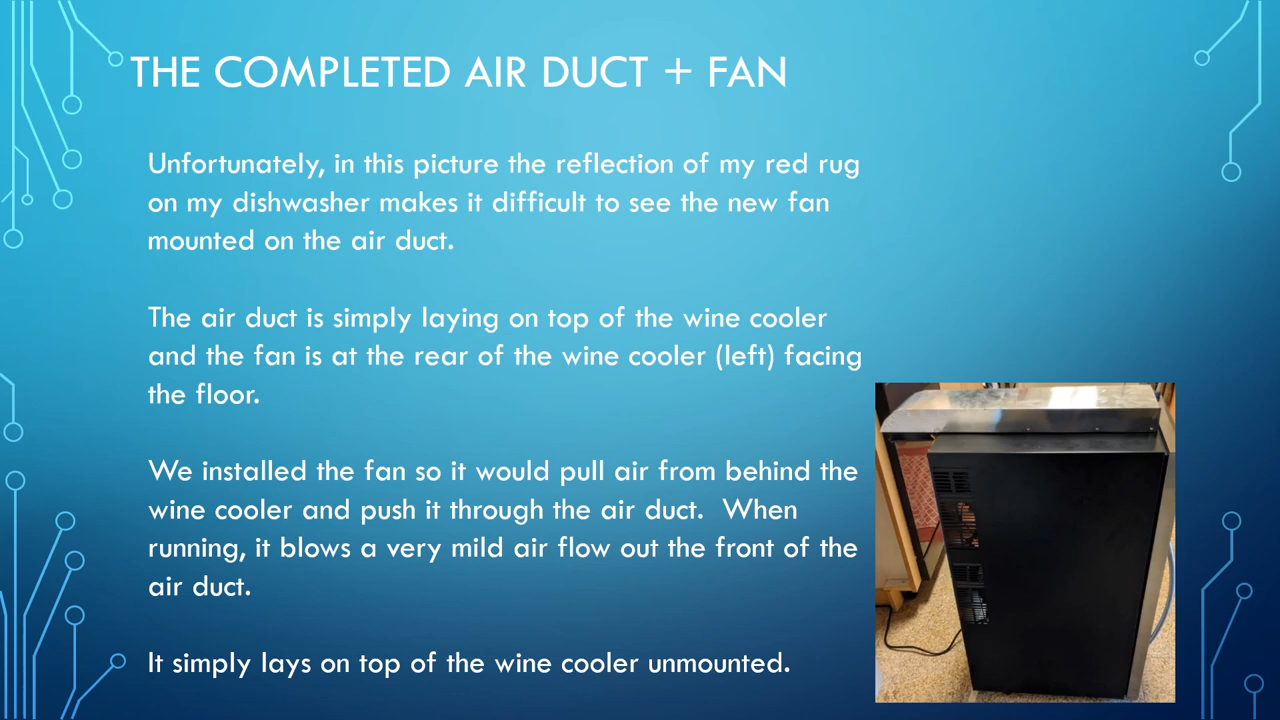 THE COMPLETED AIR DUCT + FAN
Unfortunately, in this picture the reflection of my red rug
on my dishwasher makes it difficult to see the new fan
mounted on the air duct.
The air duct is simply laying on top of the wine cooler
and the fan is at the rear of the wine cooler (left) facing
the floor.
We installed the fan so it would pull air from behind the
wine cooler and push it through the air duct.  When
running, it blows a very mild air flow out the front of the
air duct.
It simply lays on top of the wine cooler unmounted.